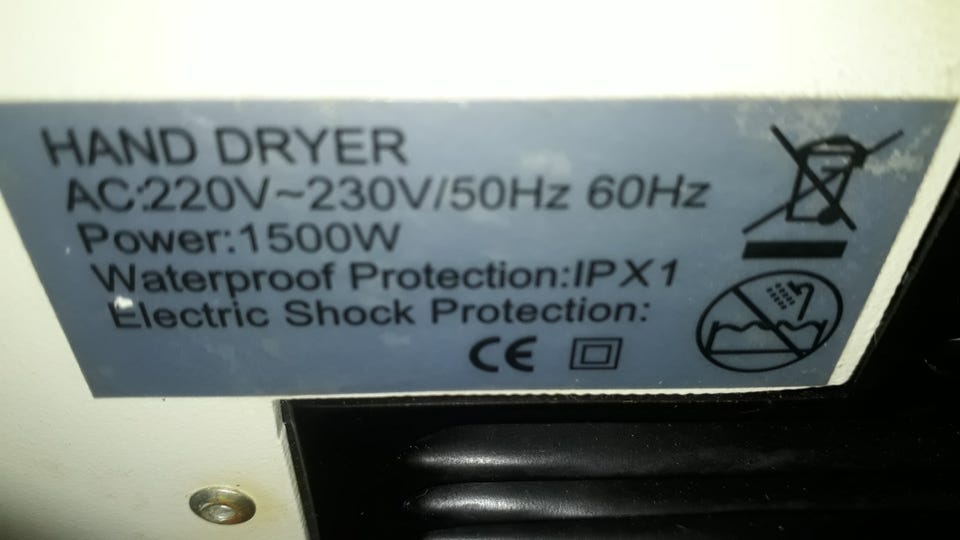 HAND DRYER
AC:220V~230V/50Hz 60Hz
Power:1500W
Waterproof Protection:IPX1
Electric Shock Protection:
CE